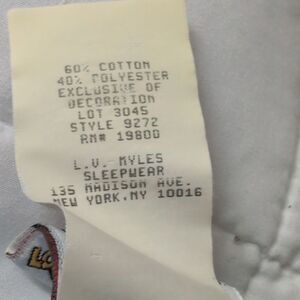 60% COTTON
40% POLYESTER
EXCLUSIVE OF
DECORATION
LOT 3045
STYLE 9272
RN# 19800
L.V. MYLES
SLEEPWEAR
135 MADISON AVE.
NEW YORK,NY 10016